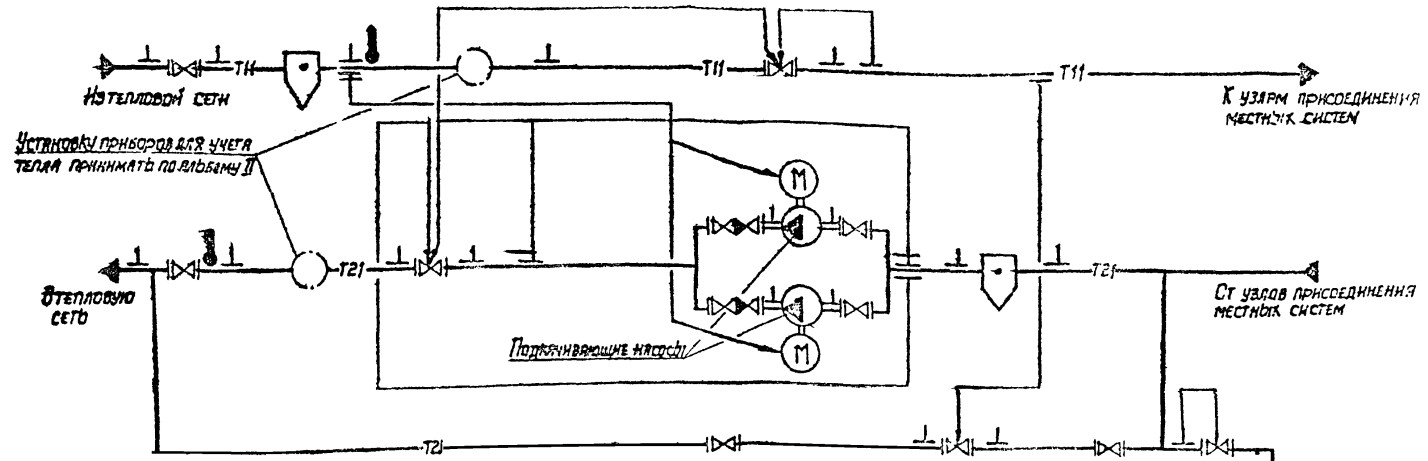 Т11
Т11
Т11
Из тепловой сети
К узлам присоединения
местных систем
Установку приборов для учета
тепла принимать по альбому II
М
Т21
Т21
В тепловую
сеть
От узлов присоединения
местных систем
Подкачивающие насосы
М
Т21